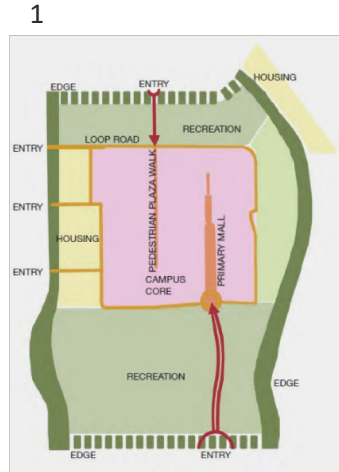 1
ENTRY
HOUSING
EDGE
LOOP ROAD
RECREATION
ENTRY
PEDESTRIAN PLAZA WALK
ENTRY
HOUSING
PRIMARY MALL
ENTRY
CAMPUS
CORE
RECREATION
EDGE
EDGE
ENTRY